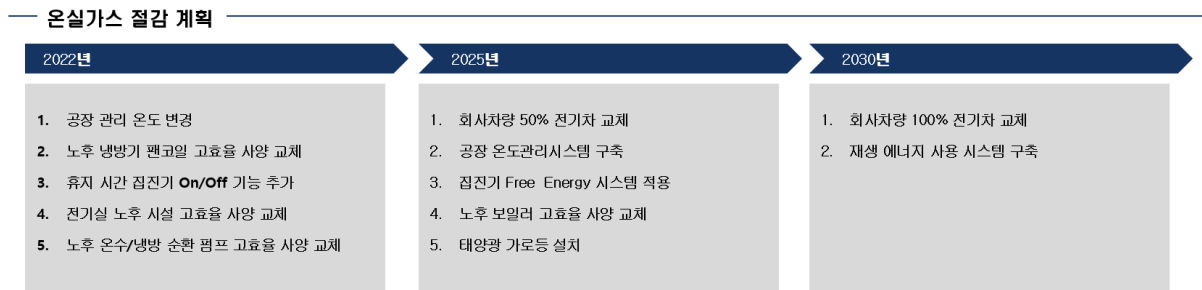 온실가스 절감 계획
2022년
1. 공장 관리 온도 변경
2. 노후 냉방기 팬코일 고효율 사양 교체
3. 휴지 시간 집진기 On/Off 기능 추가
4. 전기실 노후 시설 고효율 사양 교체
5. 노후 온수/냉방 순환 펌프 고효율 사양 교체
2025년
1. 회사차량 50% 전기차 교체
2. 공장 온도관리시스템 구축
3. 집진기 Free Energy 시스템 적용
4. 노후 보일러 고효율 사양 교체
5. 태양광 가로등 설치
2030년
1. 회사차량 100% 전기차 교체
2. 재생 에너지 사용 시스템 구축